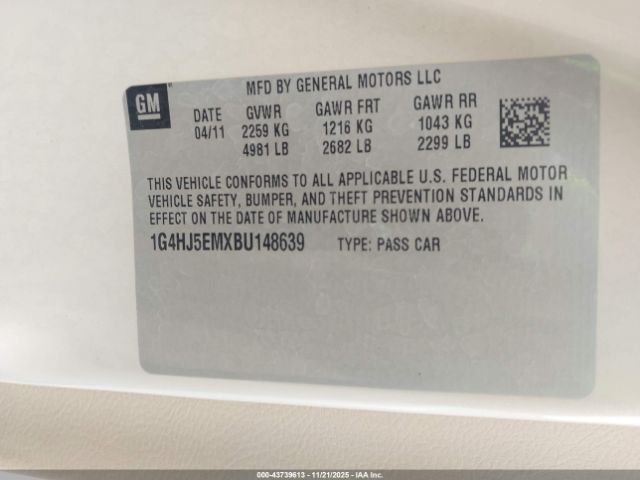 GM
MFD BY GENERAL MOTORS LLC
DATE GVWR GAWR FRT GAWR RR
04/11 2259 KG 1216 KG 1043 KG
4981 LB 2682 LB 2299 LB
THIS VEHICLE CONFORMS TO ALL APPLICABLE U.S. FEDERAL MOTOR
VEHICLE SAFETY, BUMPER, AND THEFT PREVENTION STANDARDS IN
EFFECT ON THE DATE OF MANUFACTURE SHOWN ABOVE.
1G4HJ5EMXBU148639 TYPE: PASS CAR
000-43739613 - 11/21/2025 - IAAI.COM